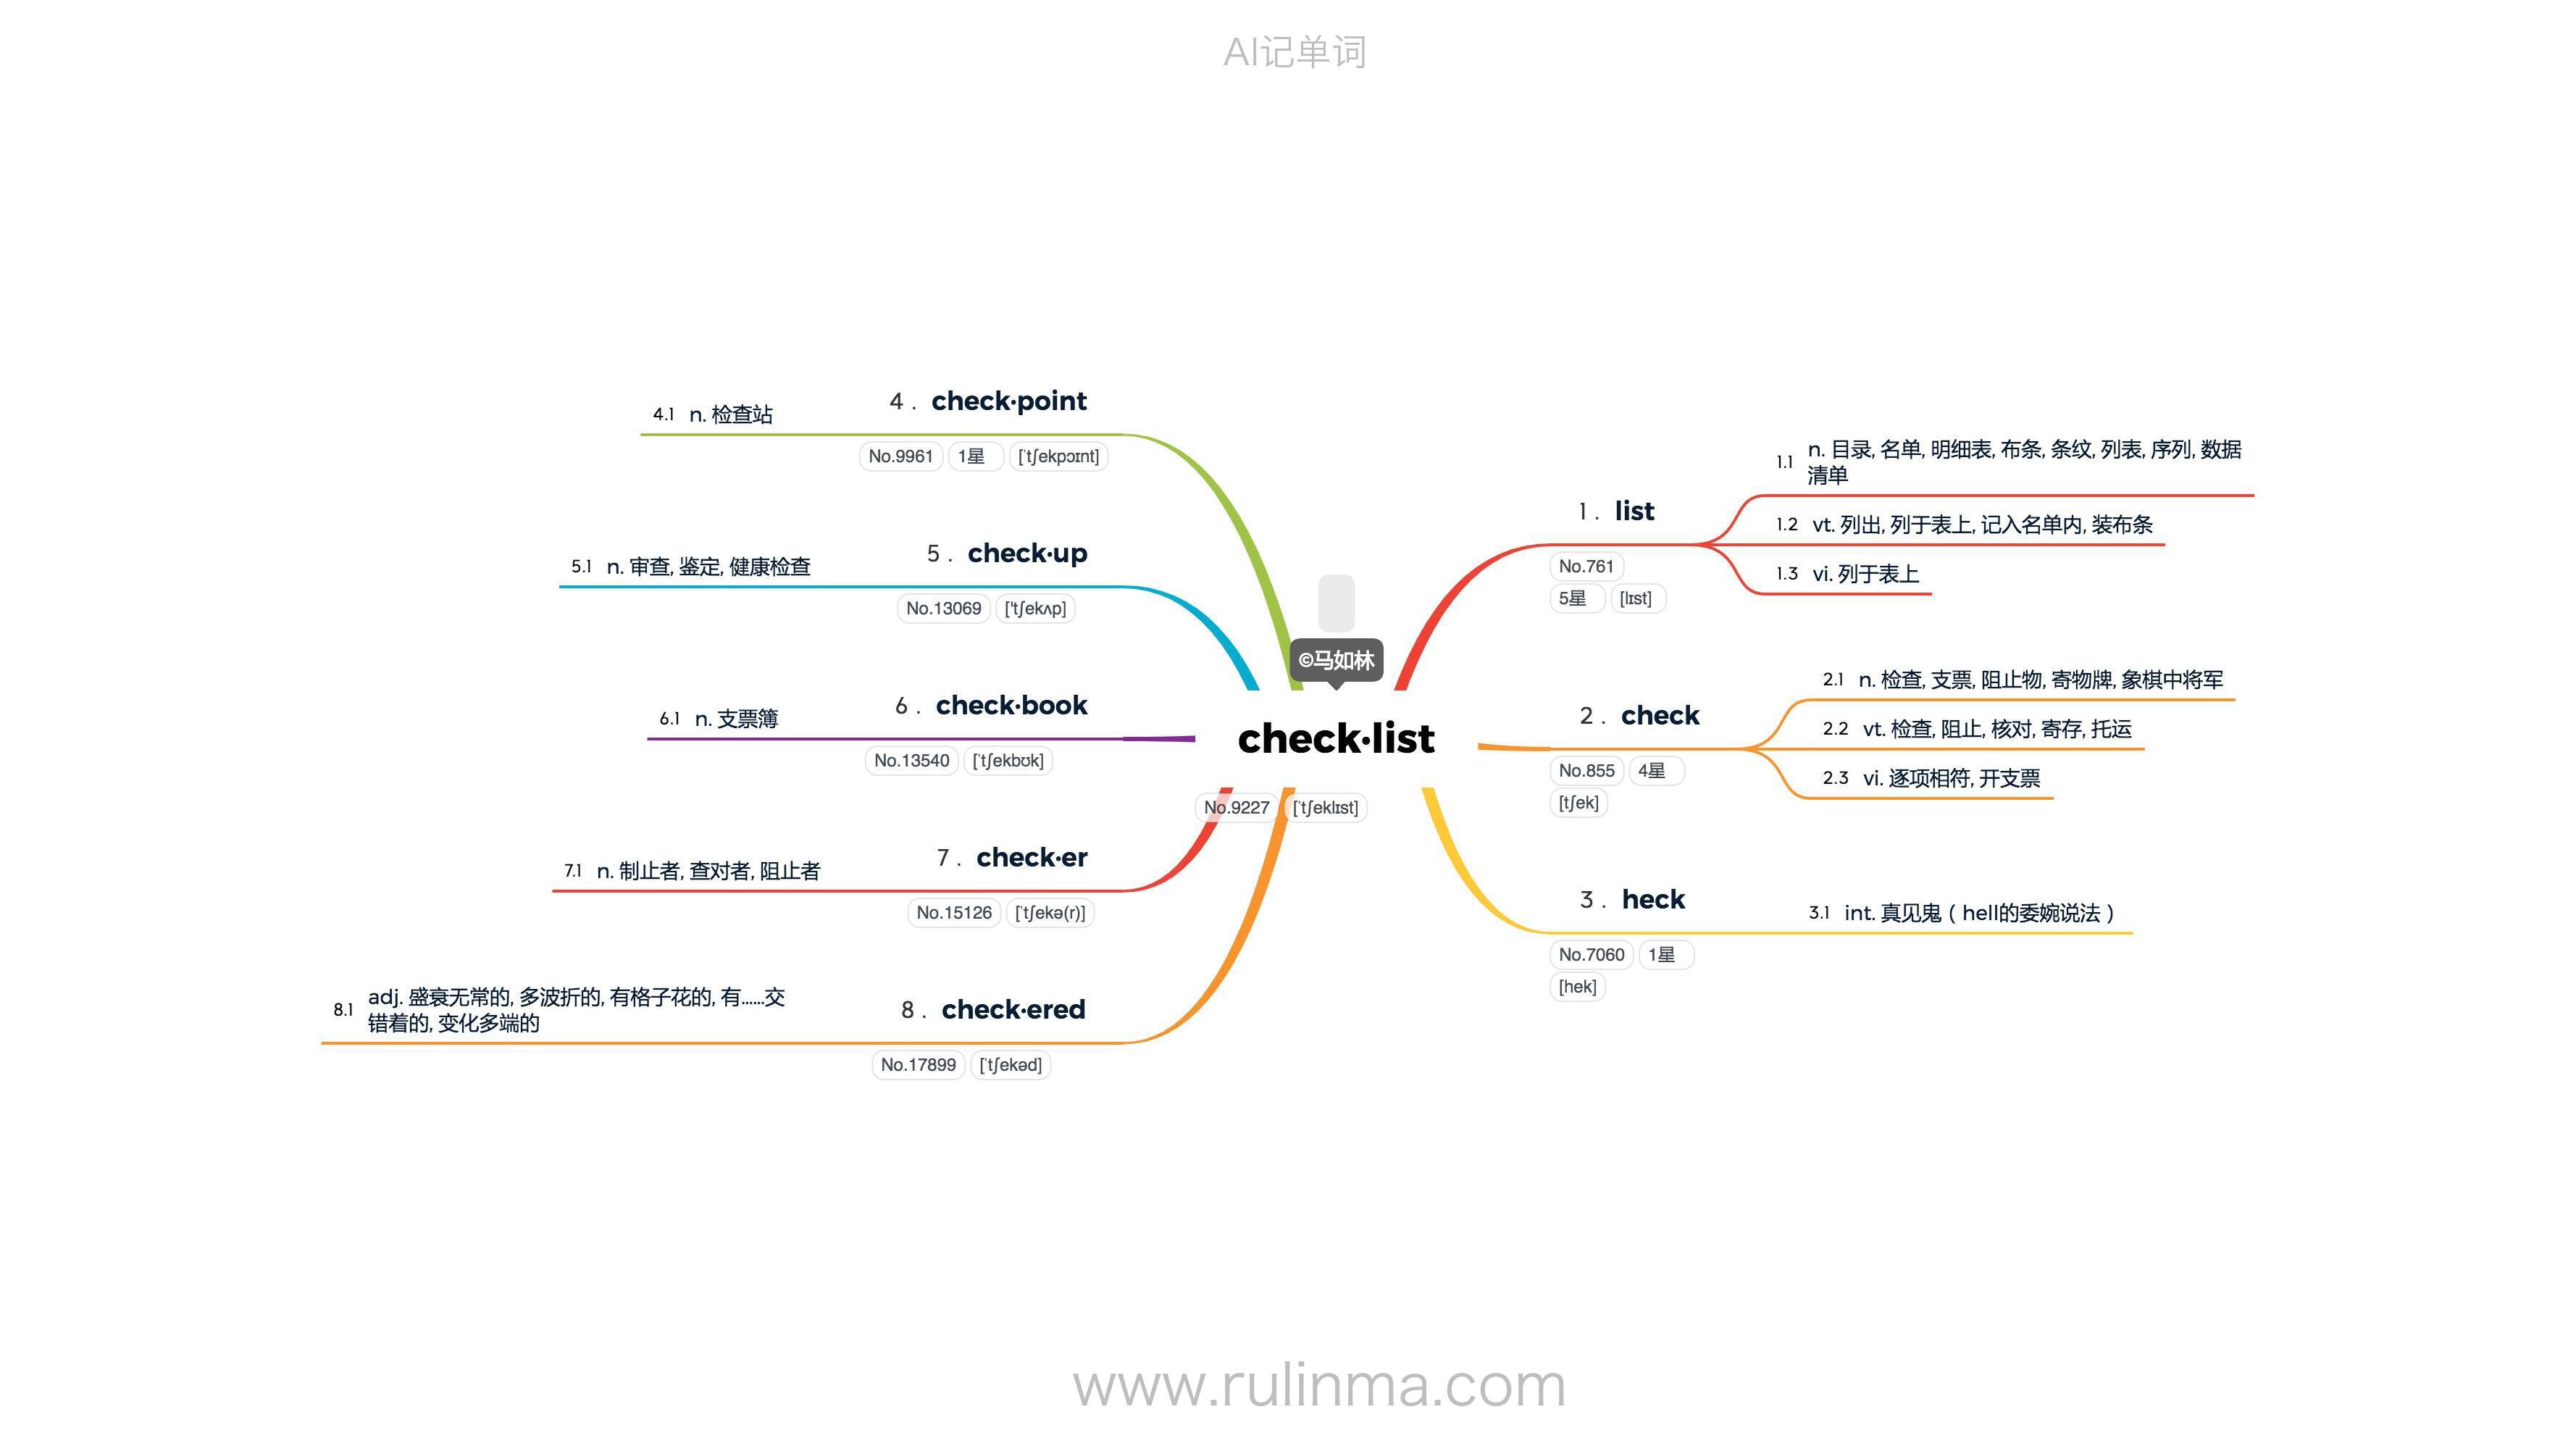 AI记单词
©马如林
check·list
No.9227 ['tʃeklɪst]
1 . list
No.761
5星 [lɪst]
1.1 n. 目录, 名单, 明细表, 布条, 条纹, 列表, 序列, 数据
清单
1.2 vt. 列出, 列于表上, 记入名单内, 装布条
1.3 vi. 列于表上
2 . check
No.855 4星
[tʃek]
2.1 n. 检查, 支票, 阻止物, 寄物牌, 象棋中将军
2.2 vt. 检查, 阻止, 核对, 寄存, 托运
2.3 vi. 逐项相符, 开支票
3 . heck
No.7060 1星
[hek]
3.1 int. 真见鬼（hell的委婉说法）
4 . check·point
No.9961 1星 ['tʃekpɔɪnt]
4.1 n. 检查站
5 . check·up
No.13069 ['tʃekʌp]
5.1 n. 审查, 鉴定, 健康检查
6 . check·book
No.13540 ['tʃekbʊk]
6.1 n. 支票簿
7 . check·er
No.15126 ['tʃekə(r)]
7.1 n. 制止者, 查对者, 阻止者
8 . check·ered
No.17899 ['tʃekəd]
8.1 adj. 盛衰无常的, 多波折的, 有格子花的, 有......交
错着的, 变化多端的
www.rulinma.com